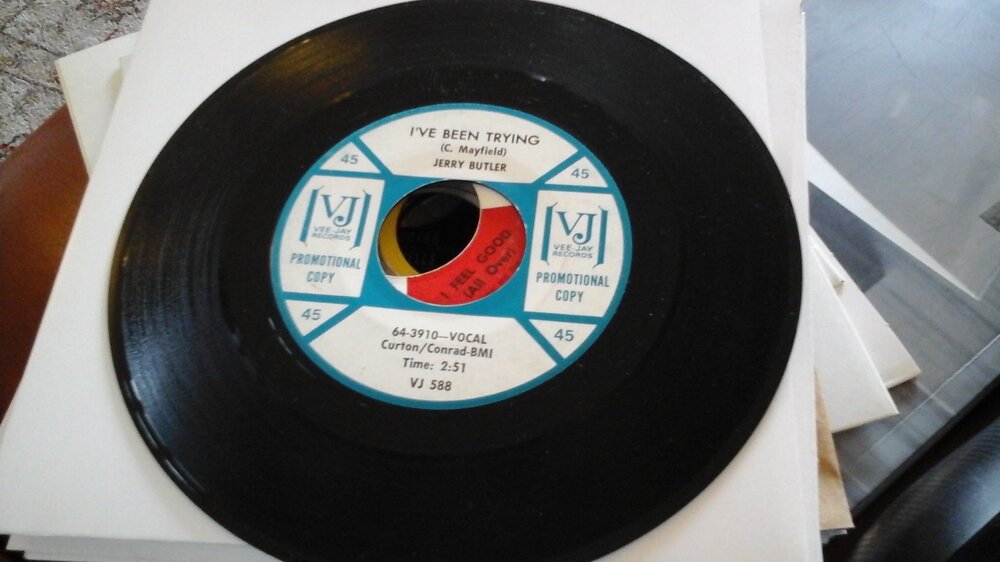 I'VE BEEN TRYING
(C. Mayfield)
JERRY BUTLER
45
45
VJ
VEE-JAY
RECORDS
PROMOTIONAL
COPY
VJ
VEE-JAY
RECORDS
PROMOTIONAL
COPY
I FEEL GOOD
(All Over)
45
45
64-3910—VOCAL
Curton/Conrad-BMI
Time: 2:51
VJ 588